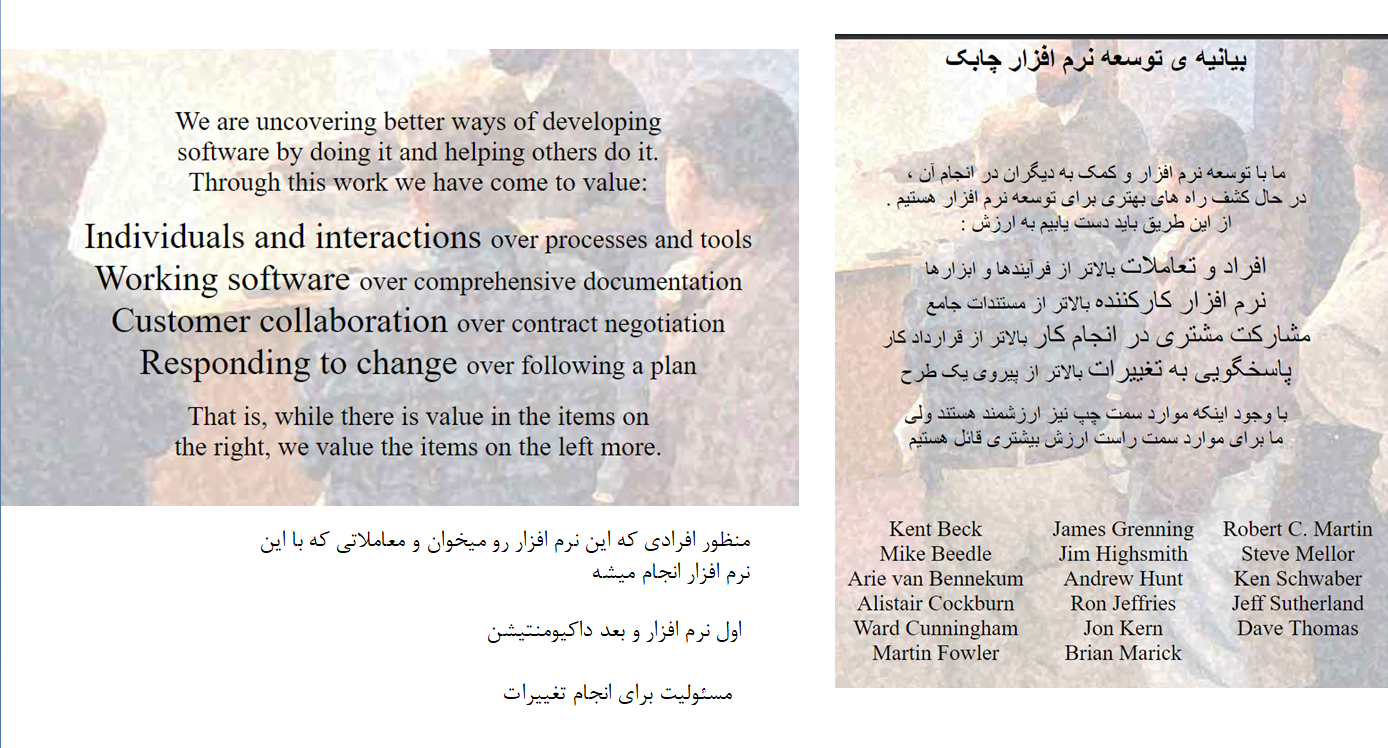 We are uncovering better ways of developing
software by doing it and helping others do it.
Through this work we have come to value:
Individuals and interactions over processes and tools
Working software over comprehensive documentation
Customer collaboration over contract negotiation
Responding to change over following a plan
That is, while there is value in the items on
the right, we value the items on the left more.
منظور افرادی که این نرم افزار رو میخوان و معاملاتی که با این
نرم افزار انجام میشه
اول نرم افزار و بعد داکیومنتیشن
مسئولیت برای انجام تغییرات
بیانیه ی توسعه نرم افزار چابک
ما با توسعه نرم افزار و کمک به دیگران در انجام آن ،
در حال کشف راه های بهتری برای توسعه نرم افزار هستیم .
از این طریق باید دست یابیم به ارزش :
افراد و تعاملات بالاتر از فرآیندها و ابزارها
نرم افزار کارکننده بالاتر از مستندات جامع
مشارکت مشتری در انجام کار بالاتر از قرارداد کار
پاسخگویی به تغییرات بالاتر از پیروی یک طرح
با وجود اینکه موارد سمت چپ نیز ارزشمند هستند ولی
ما برای موارد سمت راست ارزش بیشتری قائل هستیم
Kent Beck James Grenning Robert C. Martin
Mike Beedle Jim Highsmith Steve Mellor
Arie van Bennekum Andrew Hunt Ken Schwaber
Alistair Cockburn Ron Jeffries Jeff Sutherland
Ward Cunningham Jon Kern Dave Thomas
Martin Fowler Brian Marick